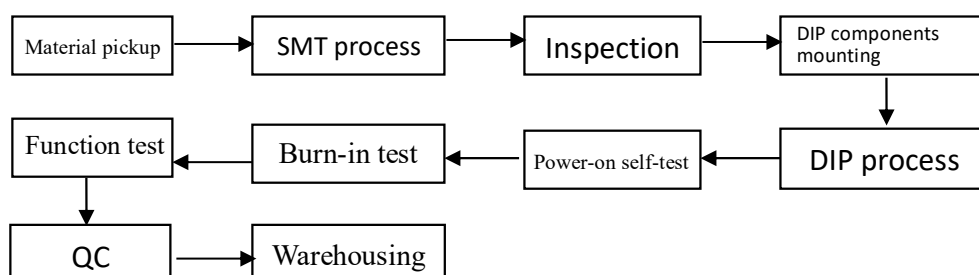 Material pickup
SMT process
Inspection
DIP components
mounting
DIP process
Power-on self-test
Burn-in test
Function test
QC
Warehousing